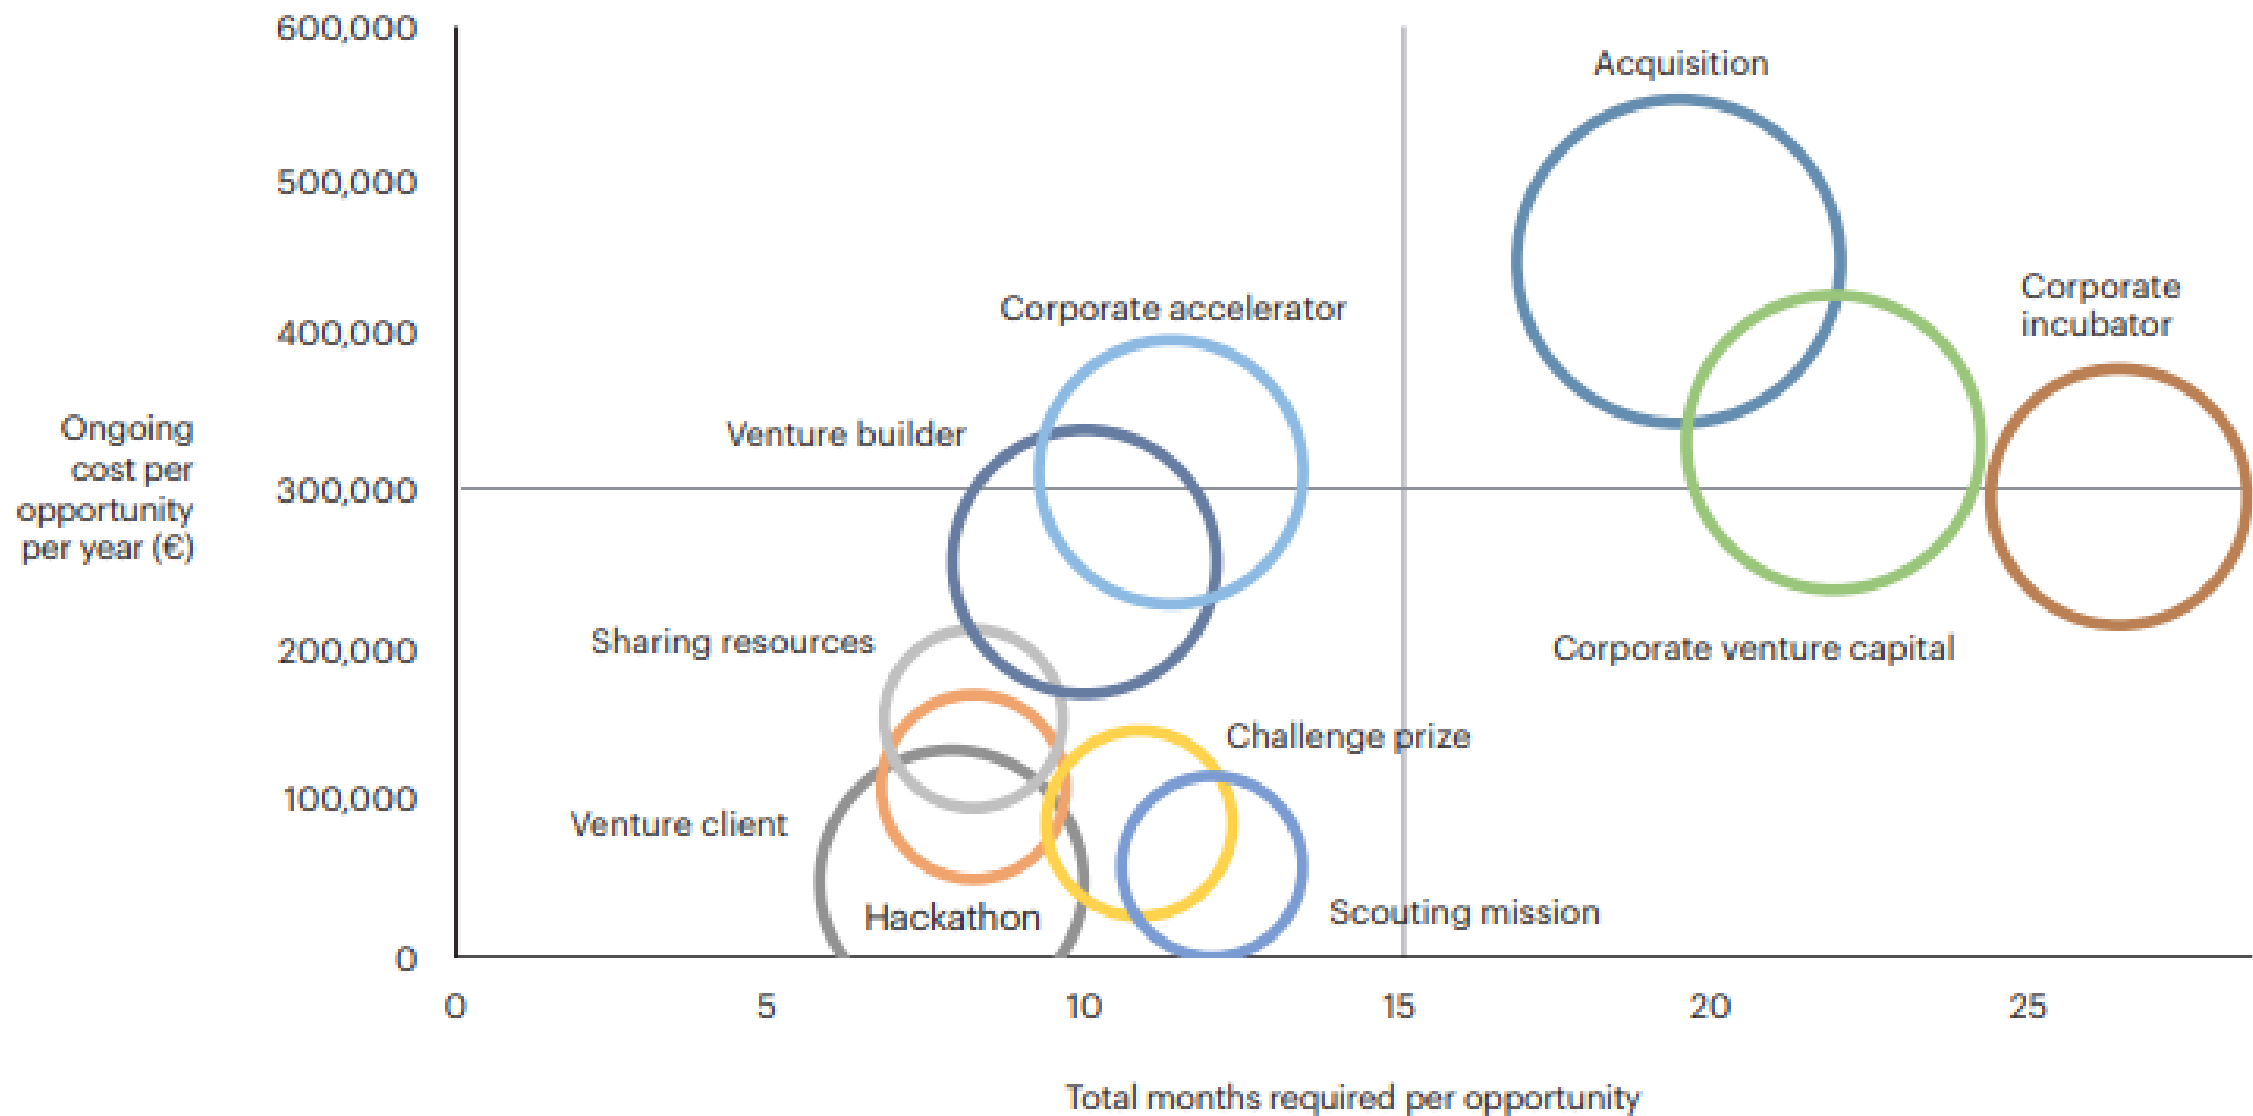 600,000
Acquisition
500,000
Corporate
incubator
Corporate accelerator
400,000
Ongoing
cost per
opportunity
per year (€)
Venture builder
300,000
Sharing resources
200,000
Corporate venture capital
Challenge prize
100,000
Venture client
Hackathon
Scouting mission
0
0 5 10 15 20 25
Total months required per opportunity